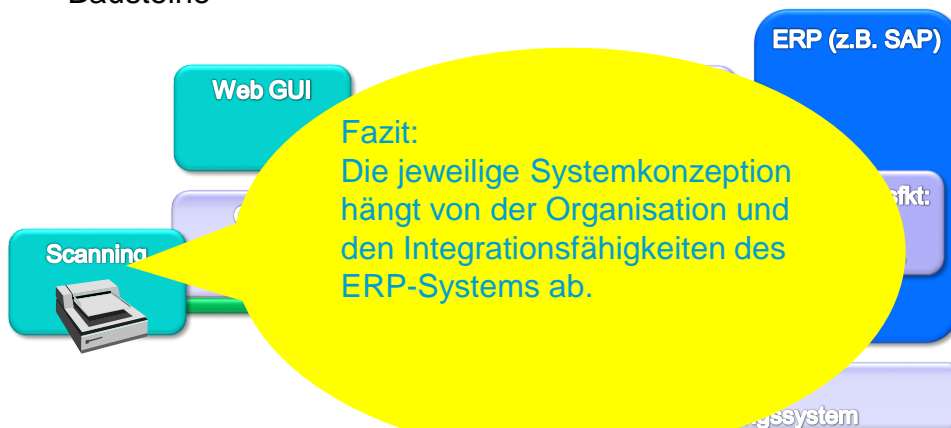 Bausteine
ERP (z.B. SAP)
Web GUI
Fazit:
Die jeweilige Systemkonzeption
hängt von der Organisation und
den Integrationsfähigkeiten des
ERP-Systems ab.
Scanning